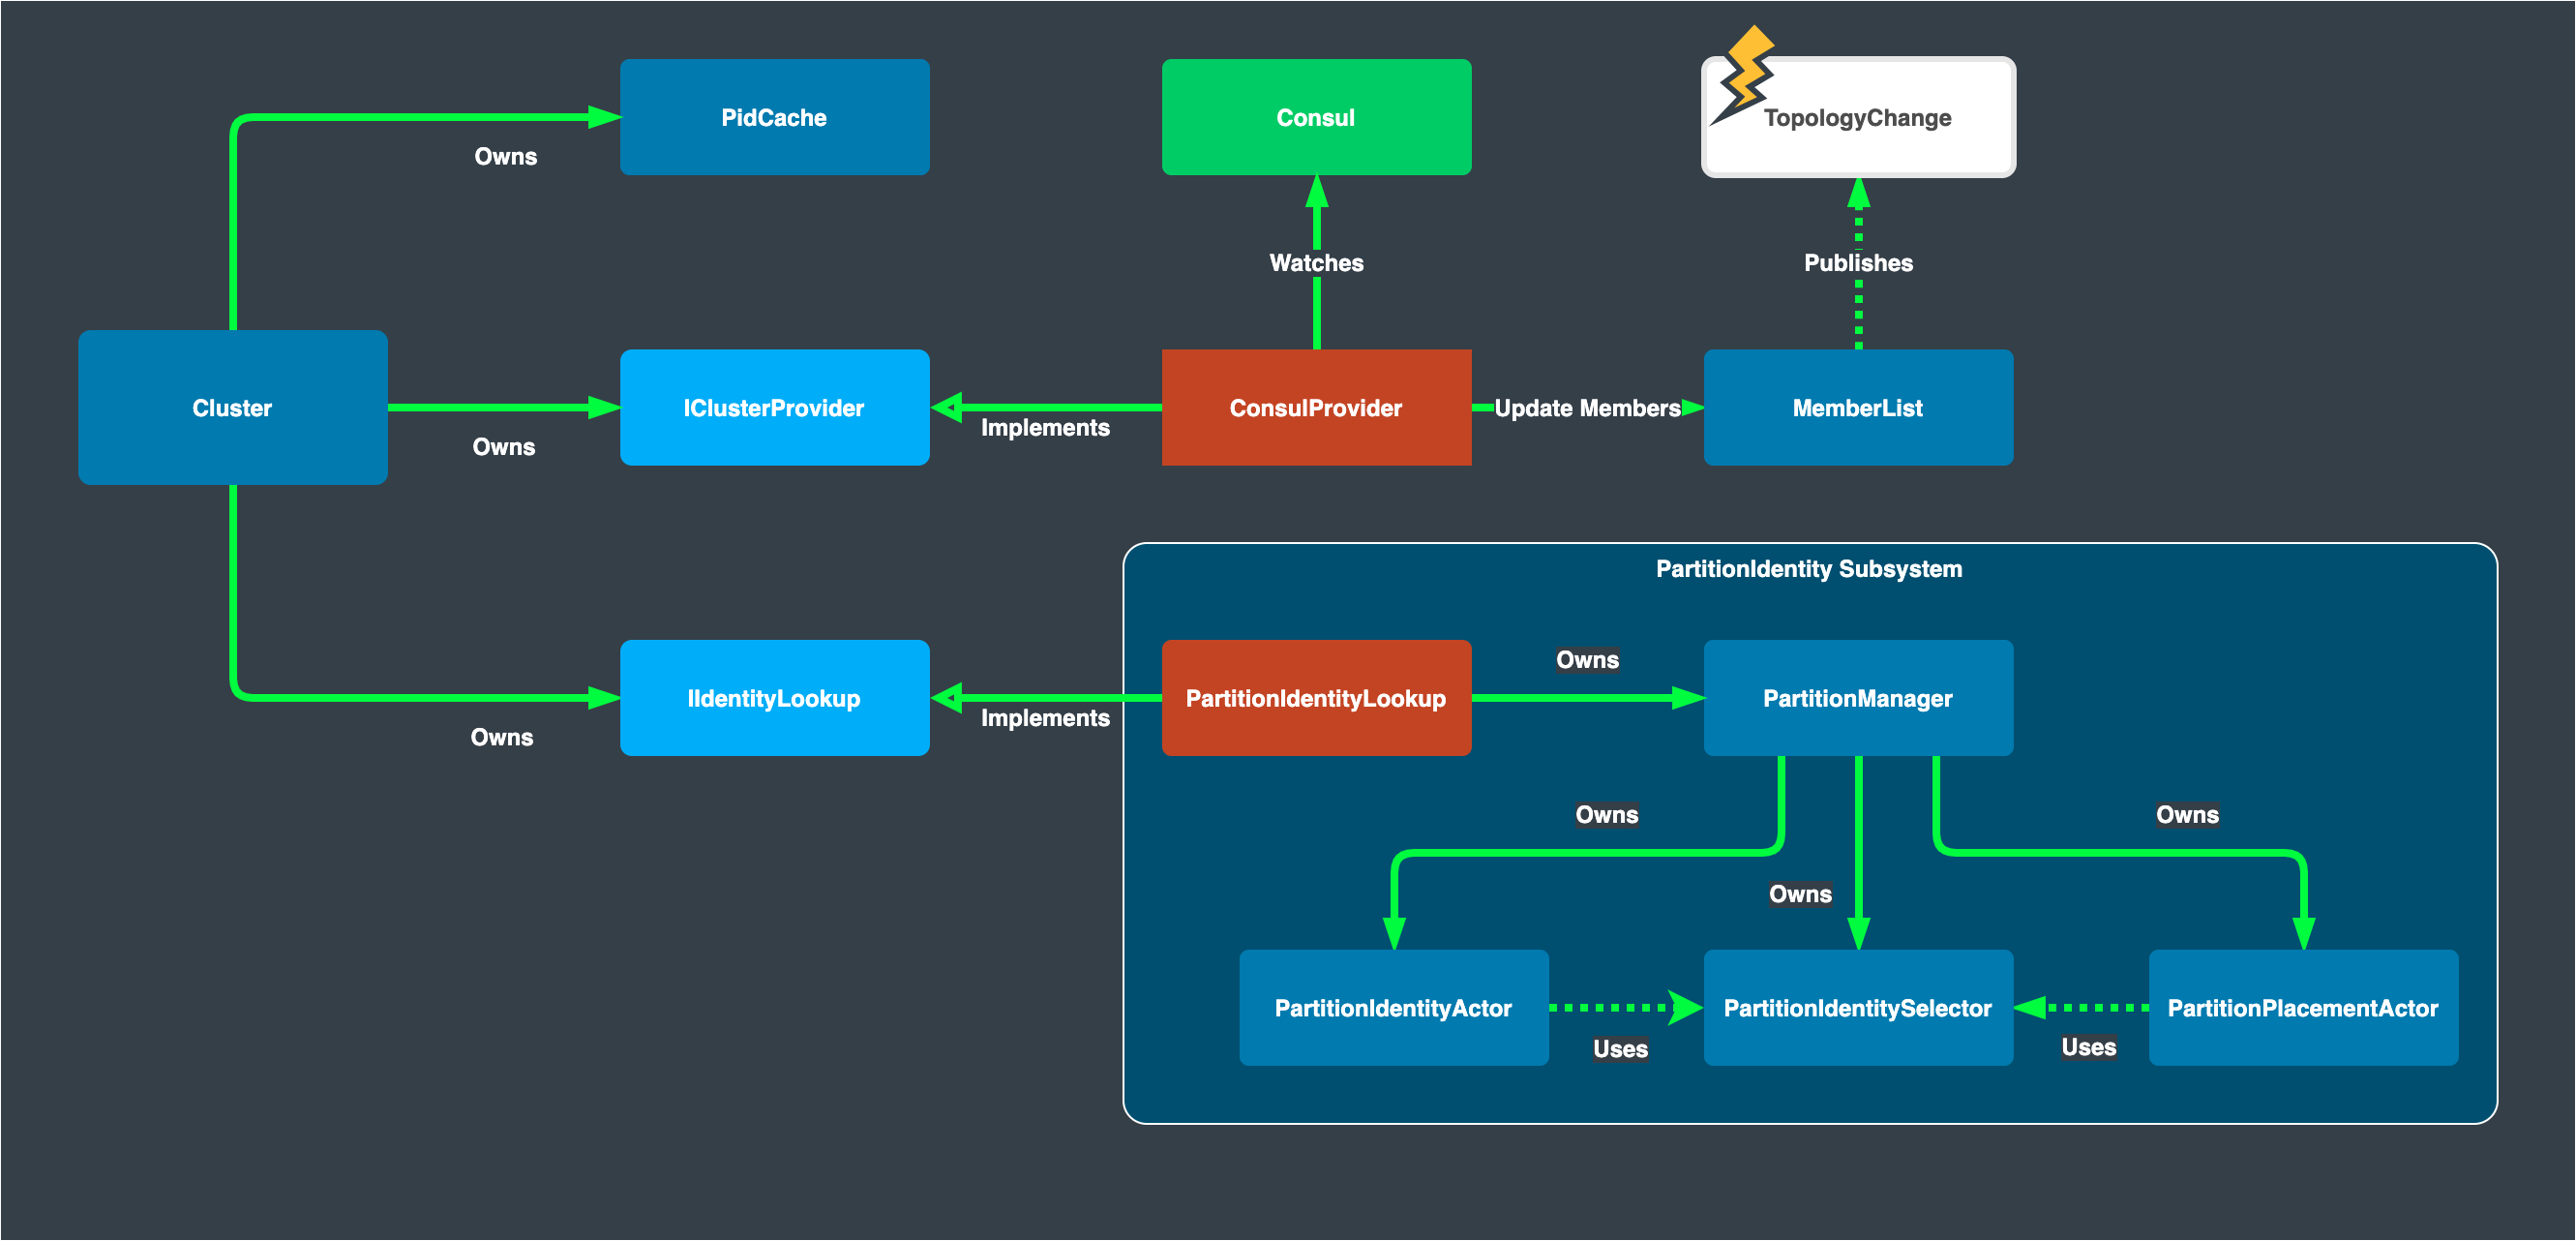 PidCache
Consul
TopologyChange
Owns
Watches
Publishes
Cluster
IClusterProvider
ConsulProvider
Update Members
MemberList
Implements
Owns
PartitionIdentity Subsystem
Owns
IIdentityLookup
PartitionIdentityLookup
PartitionManager
Implements
Owns
Owns
Owns
Owns
PartitionIdentityActor
PartitionIdentitySelector
PartitionPlacementActor
Uses
Uses